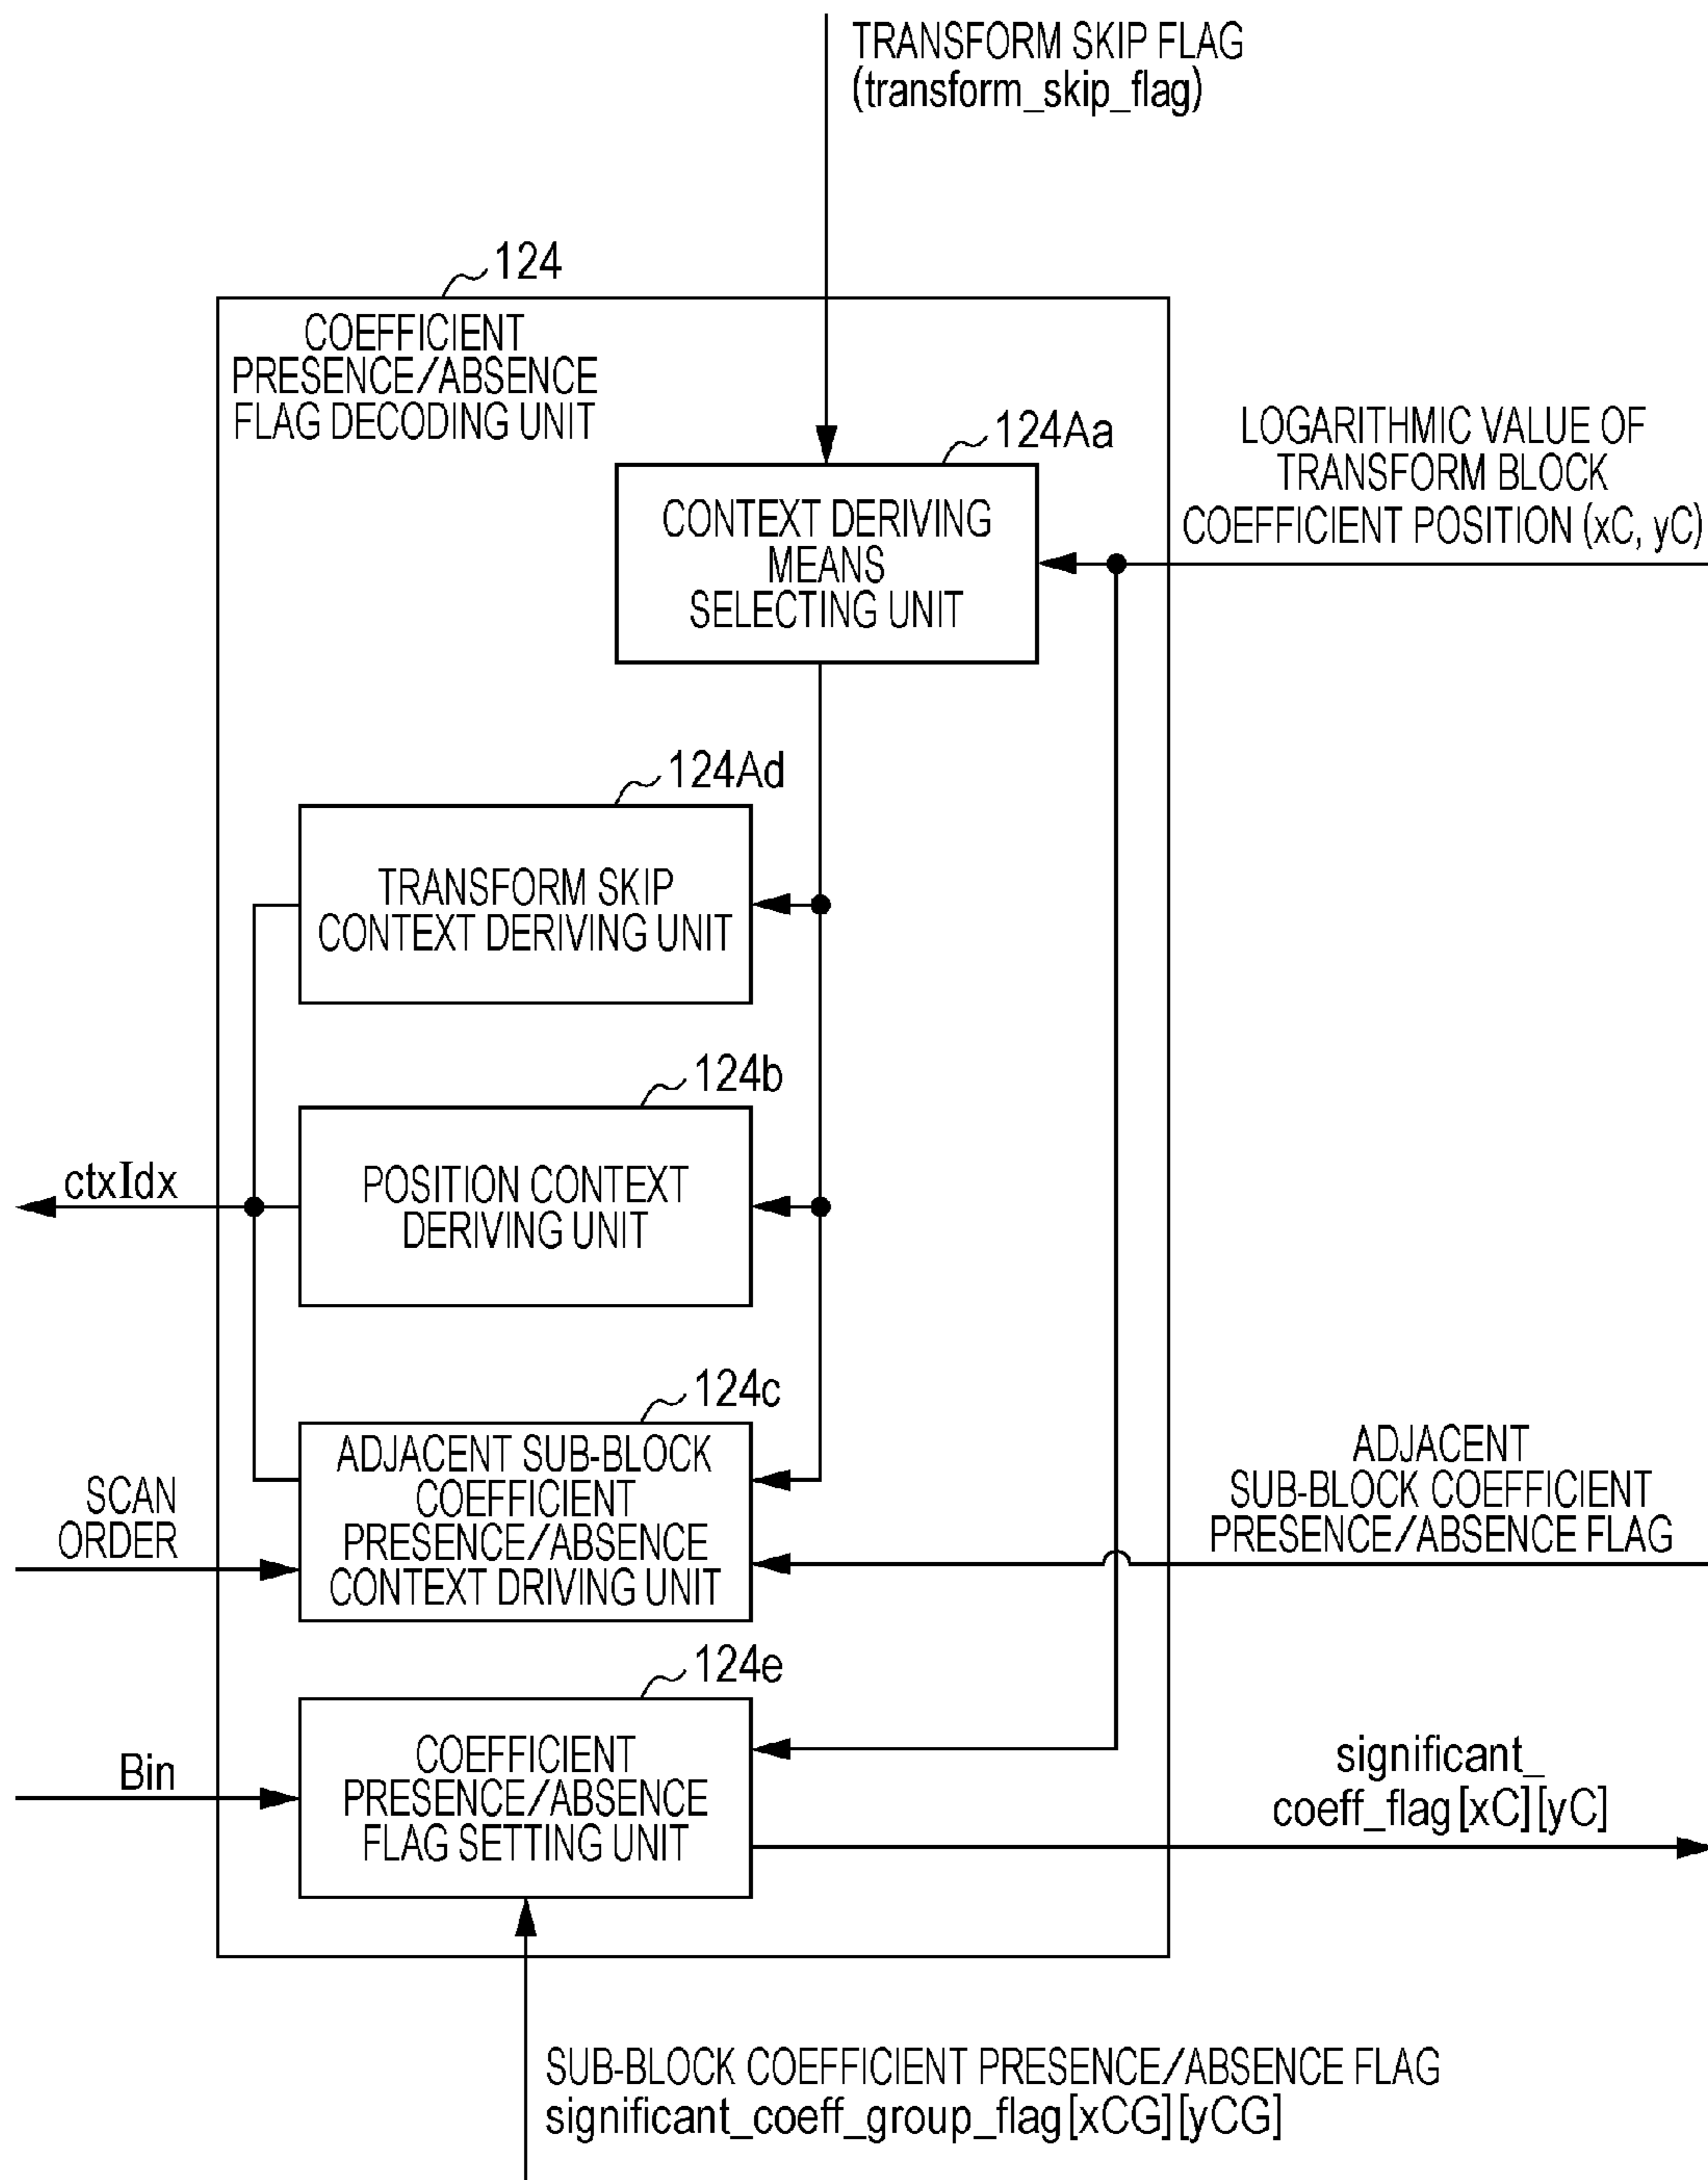 TRANSFORM SKIP FLAG
(transform_skip_flag)
124
COEFFICIENT
PRESENCE/ABSENCE
FLAG DECODING UNIT
124Aa
CONTEXT DERIVING
MEANS
SELECTING UNIT
LOGARITHMIC VALUE OF
TRANSFORM BLOCK
COEFFICIENT POSITION (xC, yC)
124Ad
TRANSFORM SKIP
CONTEXT DERIVING UNIT
124b
POSITION CONTEXT
DERIVING UNIT
ctxIdx
124c
ADJACENT SUB-BLOCK
COEFFICIENT
PRESENCE/ABSENCE
CONTEXT DRIVING UNIT
SCAN
ORDER
ADJACENT
SUB-BLOCK COEFFICIENT
PRESENCE/ABSENCE FLAG
124e
COEFFICIENT
PRESENCE/ABSENCE
FLAG SETTING UNIT
Bin
significant_
coeff_flag[xC][yC]
SUB-BLOCK COEFFICIENT PRESENCE/ABSENCE FLAG
significant_coeff_group_flag[xCG][yCG]